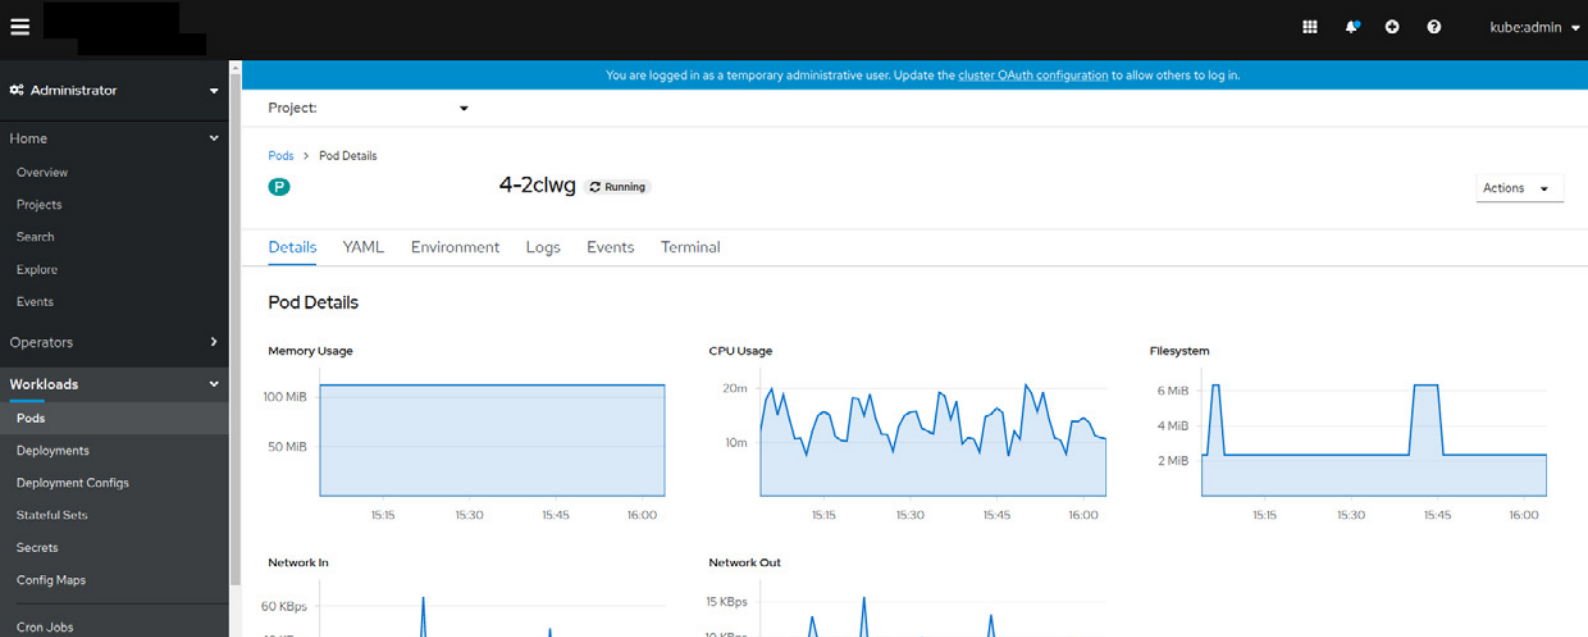 kube:admin
You are logged in as a temporary administrative user. Update the cluster OAuth configuration to allow others to log in.
Administrator
Home
Overview
Projects
Search
Explore
Events
Operators
Workloads
Pods
Deployments
Deployment Configs
Stateful Sets
Secrets
Config Maps
Cron Jobs
Project:
Pods > Pod Details
P 4-2clwg Running
Actions
Details YAML Environment Logs Events Terminal
Pod Details
Memory Usage
100 MiB
50 MiB
15:15 15:30 15:45 16:00
CPU Usage
20m
10m
15:15 15:30 15:45 16:00
Filesystem
6 MiB
4 MiB
2 MiB
15:15 15:30 15:45 16:00
Network In
60 KBps
Network Out
15 KBps
10 KBps